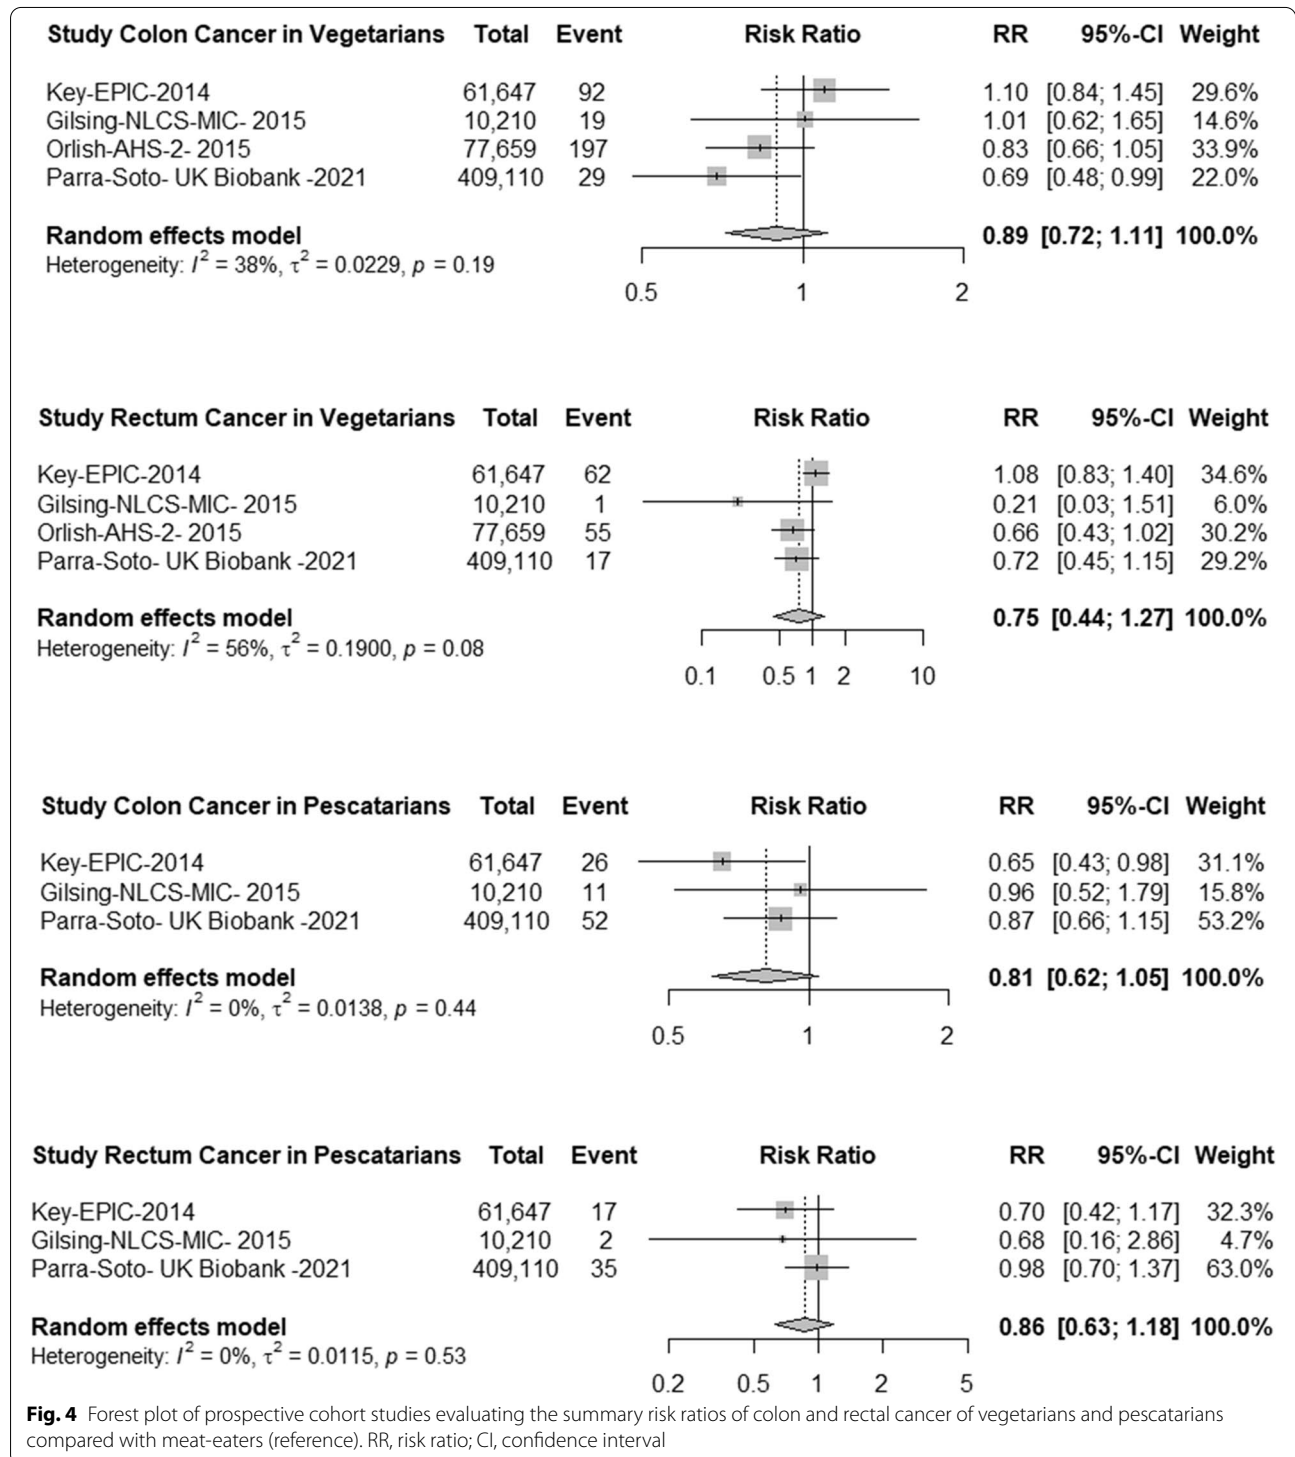 Study Colon Cancer in Vegetarians Total Event Risk Ratio RR 95%-CI Weight
Key-EPIC-2014 61,647 92 1.10 [0.84; 1.45] 29.6%
Gilsing-NLCS-MIC- 2015 10,210 19 1.01 [0.62; 1.65] 14.6%
Orlish-AHS-2- 2015 77,659 197 0.83 [0.66; 1.05] 33.9%
Parra-Soto- UK Biobank -2021 409,110 29 0.69 [0.48; 0.99] 22.0%
Random effects model 0.89 [0.72; 1.11] 100.0%
Heterogeneity: I² = 38%, τ² = 0.0229, p = 0.19
0.5 1 2
Study Rectum Cancer in Vegetarians Total Event Risk Ratio RR 95%-CI Weight
Key-EPIC-2014 61,647 62 1.08 [0.83; 1.40] 34.6%
Gilsing-NLCS-MIC- 2015 10,210 1 0.21 [0.03; 1.51] 6.0%
Orlish-AHS-2- 2015 77,659 55 0.66 [0.43; 1.02] 30.2%
Parra-Soto- UK Biobank -2021 409,110 17 0.72 [0.45; 1.15] 29.2%
Random effects model 0.75 [0.44; 1.27] 100.0%
Heterogeneity: I² = 56%, τ² = 0.1900, p = 0.08
0.1 0.5 1 2 10
Study Colon Cancer in Pescatarians Total Event Risk Ratio RR 95%-CI Weight
Key-EPIC-2014 61,647 26 0.65 [0.43; 0.98] 31.1%
Gilsing-NLCS-MIC- 2015 10,210 11 0.96 [0.52; 1.79] 15.8%
Parra-Soto- UK Biobank -2021 409,110 52 0.87 [0.66; 1.15] 53.2%
Random effects model 0.81 [0.62; 1.05] 100.0%
Heterogeneity: I² = 0%, τ² = 0.0138, p = 0.44
0.5 1 2
Study Rectum Cancer in Pescatarians Total Event Risk Ratio RR 95%-CI Weight
Key-EPIC-2014 61,647 17 0.70 [0.42; 1.17] 32.3%
Gilsing-NLCS-MIC- 2015 10,210 2 0.68 [0.16; 2.86] 4.7%
Parra-Soto- UK Biobank -2021 409,110 35 0.98 [0.70; 1.37] 63.0%
Random effects model 0.86 [0.63; 1.18] 100.0%
Heterogeneity: I² = 0%, τ² = 0.0115, p = 0.53
0.2 0.5 1 2 5
Fig. 4 Forest plot of prospective cohort studies evaluating the summary risk ratios of colon and rectal cancer of vegetarians and pescatarians
compared with meat-eaters (reference). RR, risk ratio; CI, confidence interval